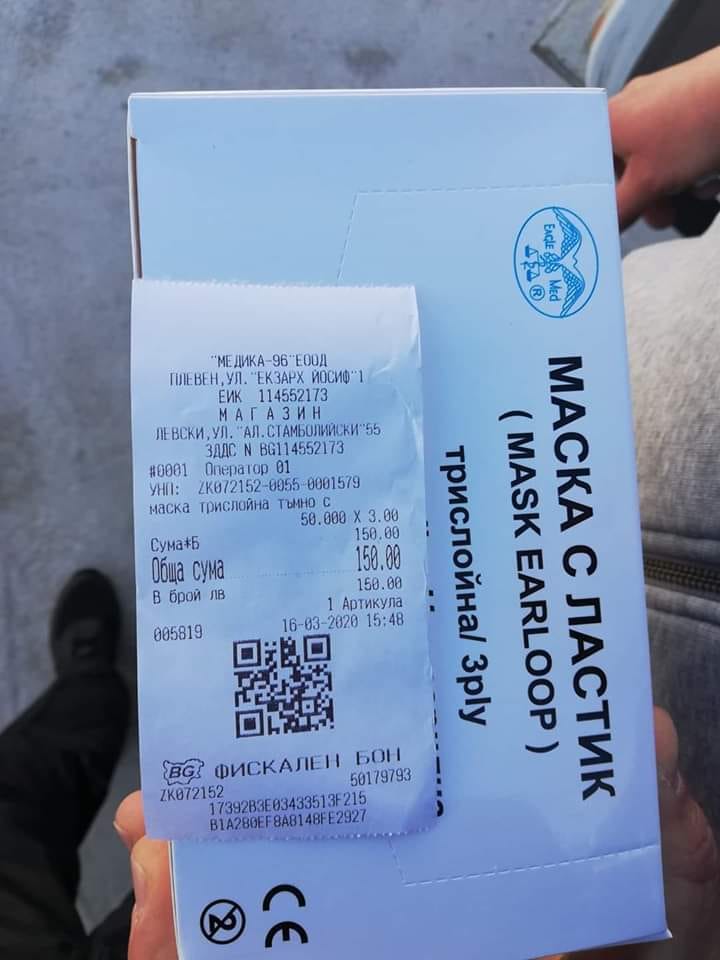 "МЕДИКА-96"ЕООД
ПЛЕВЕН,УЛ."ЕКЗАРХ ЙОСИФ"1
ЕИК 114552173
М А Г А З И Н
ЛЕВСКИ,УЛ."АЛ.СТАМБОЛИЙСКИ"55
ЗДДС N BG114552173
#0001 Оператор 01
УНП: ZK072152-0055-0001579
маска трислойна тъмно с
50.000 X 3.00
150.00
Сума*Б
Обща сума 150.00
В брой лв 150.00
1 Артикула
005819 16-03-2020 15:48
BG ФИСКАЛЕН БОН
ZK072152 50179793
17392B3E03433513F215
B1A280EF8A8148FE2927
Eagle Med ®
МАСКА С ЛАСТИК
( MASK EARLOOP )
трислойна/ 3ply
2
CE